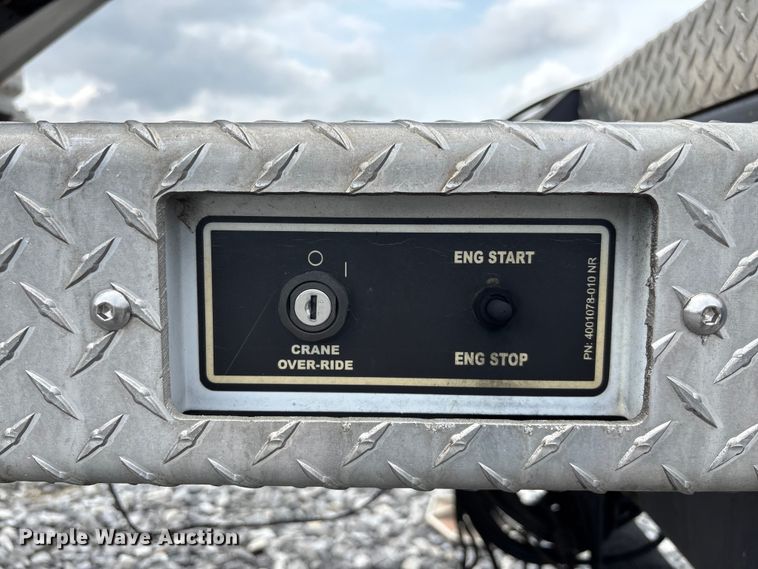 O I
ENG START
CRANE
OVER-RIDE
ENG STOP
PN: 4001078-010 NR
Purple Wave Auction